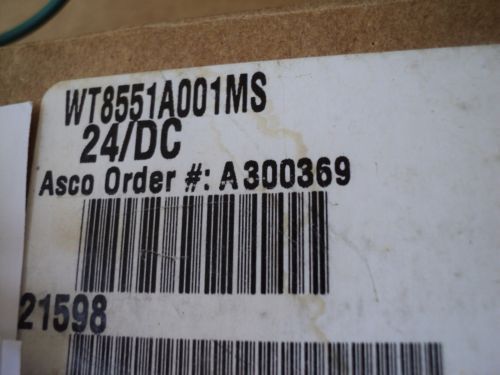 WT8551A001MS
24/DC
Asco Order #: A300369
21598